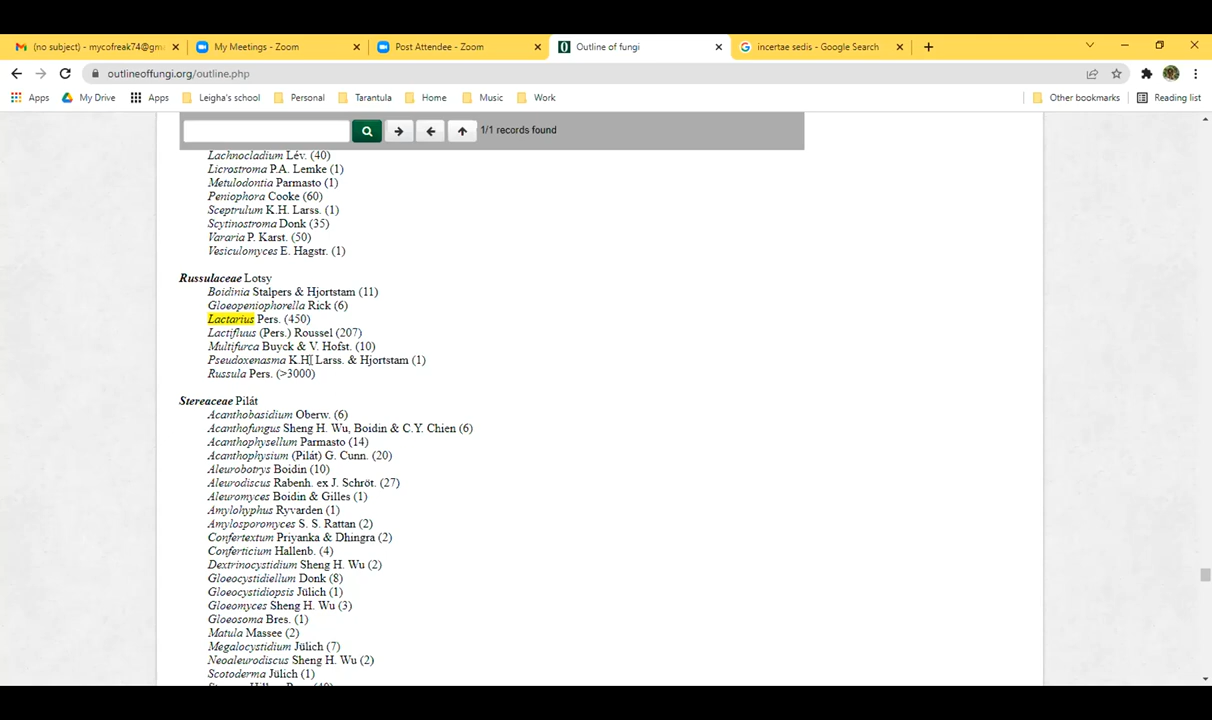 (no subject) - mycofreak74@gm
My Meetings - Zoom
Post Attendee - Zoom
Outline of fungi
incertae sedis - Google Search
outlineoffungi.org/outline.php
Apps
My Drive
Apps
Leigha's school
Personal
Tarantula
Home
Music
Work
Other bookmarks
Reading list
1/1 records found
Lachnocladium Lév. (40)
Licrostroma P.A. Lemke (1)
Metulodontia Parmasto (1)
Peniophora Cooke (60)
Sceptrulum K.H. Larss. (1)
Scytinostroma Donk (35)
Vararia P. Karst. (50)
Vesiculomyces E. Hagstr. (1)
Russulaceae Lotsy
Boidinia Stalpers & Hjortstam (11)
Gloeopeniophorella Rick (6)
Lactarius Pers. (450)
Lactifluus (Pers.) Roussel (207)
Multifurca Buyck & V. Hofst. (10)
Pseudoxenasma K.H. Larss. & Hjortstam (1)
Russula Pers. (>3000)
Stereaceae Pilát
Acanthobasidium Oberw. (6)
Acanthofungus Sheng H. Wu, Boidin & C.Y. Chien (6)
Acanthophysellum Parmasto (14)
Acanthophysium (Pilát) G. Cunn. (20)
Aleurobotrys Boidin (10)
Aleurodiscus Rabenh. ex J. Schröt. (27)
Aleuromyces Boidin & Gilles (1)
Amylohyphus Ryvarden (1)
Amylosporomyces S. S. Rattan (2)
Confertextum Priyanka & Dhingra (2)
Conferticium Hallenb. (4)
Dextrinocystidium Sheng H. Wu (2)
Gloeocystidiellum Donk (8)
Gloeocystidiopsis Jülich (1)
Gloeomyces Sheng H. Wu (3)
Gloeosoma Bres. (1)
Matula Massee (2)
Megalocystidium Jülich (7)
Neoaleurodiscus Sheng H. Wu (2)
Scotoderma Jülich (1)